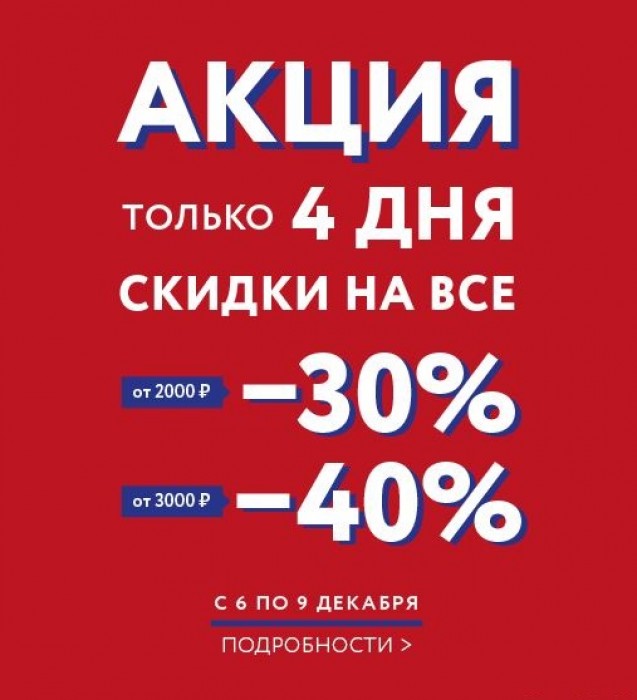 АКЦИЯ
ТОЛЬКО 4 ДНЯ
СКИДКИ НА ВСЕ
от 2000 ₽ –30%
от 3000 ₽ –40%
С 6 ПО 9 ДЕКАБРЯ
ПОДРОБНОСТИ >